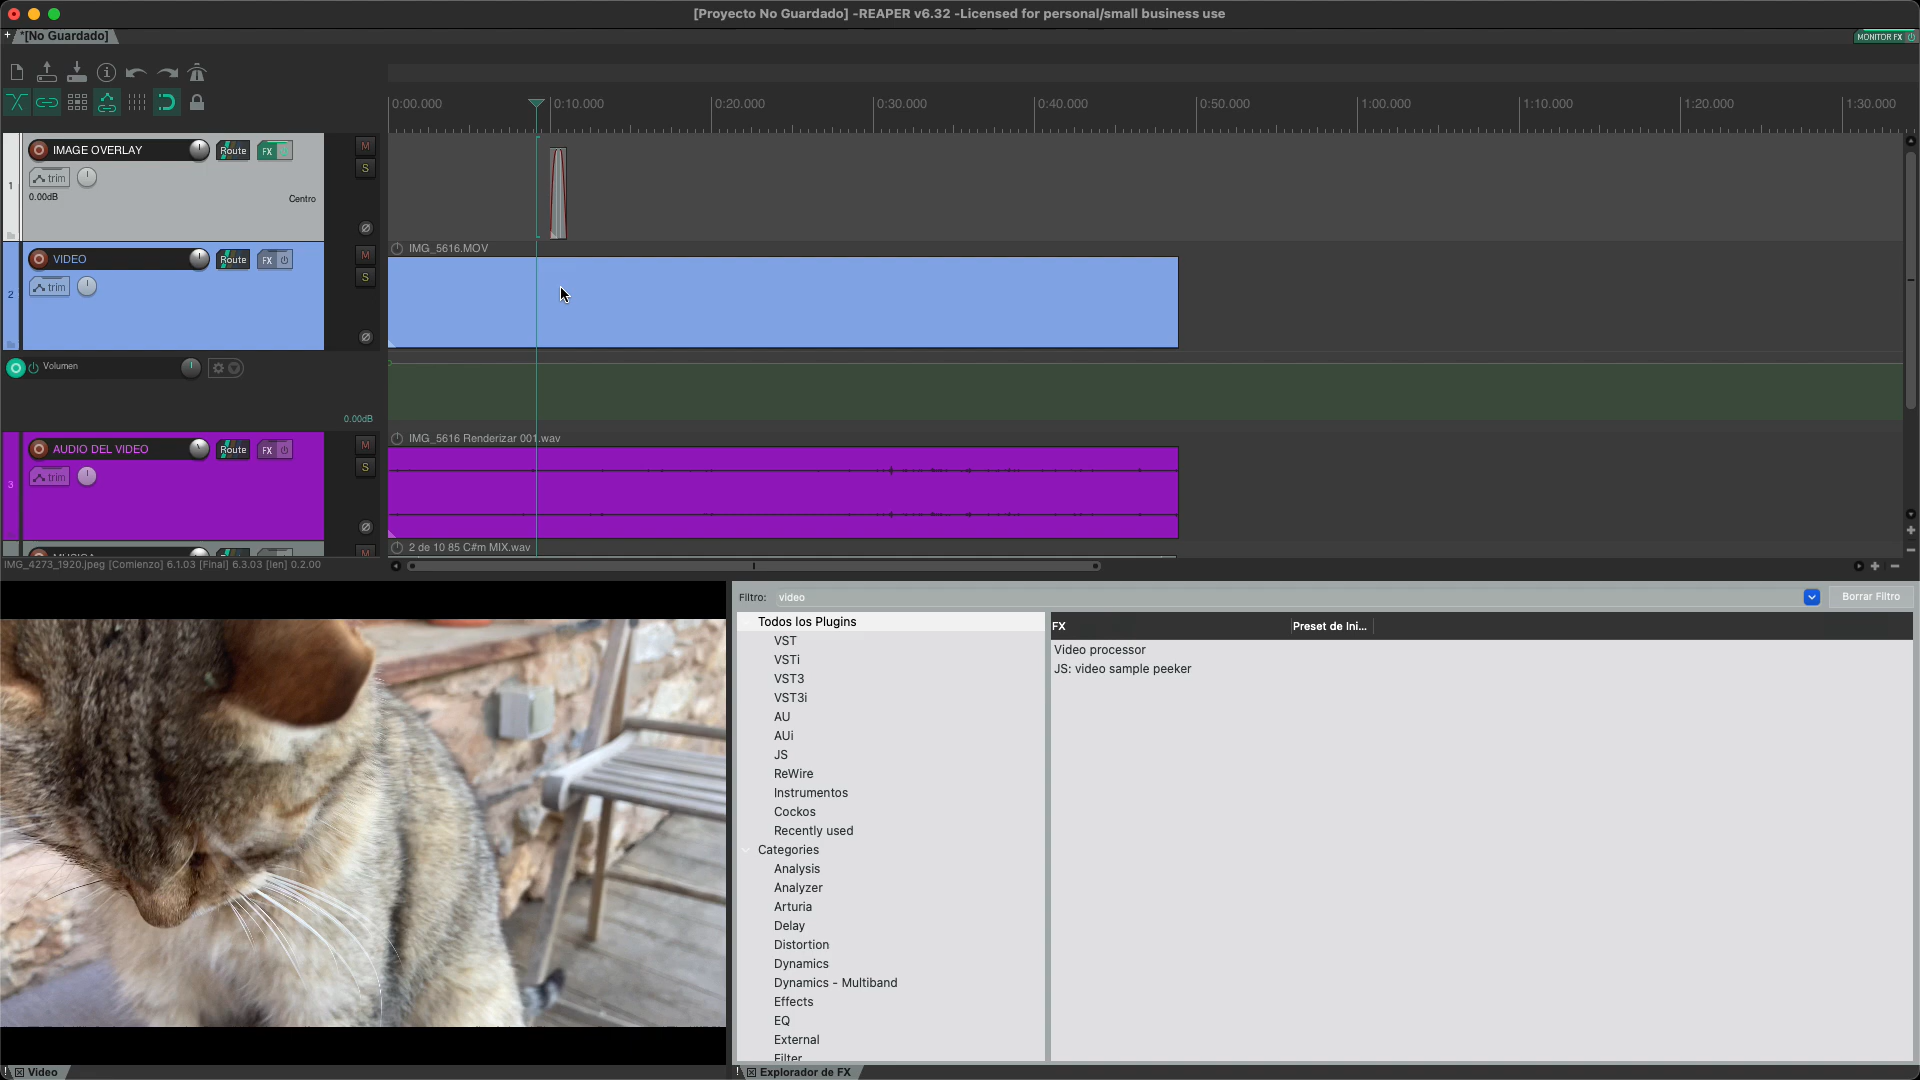 [Proyecto No Guardado] -REAPER v6.32 -Licensed for personal/small business use
+ *[No Guardado]
MONITOR FX
0:00.000 0:10.000 0:20.000 0:30.000 0:40.000 0:50.000 1:00.000 1:10.000 1:20.000 1:30.000
1
IMAGE OVERLAY
Route
FX
M
S
trim
0.00dB
Centro
IMG_5616.MOV
2
VIDEO
Route
FX
M
S
trim
Volumen
0.00dB
IMG_5616 Renderizar 001.wav
3
AUDIO DEL VIDEO
Route
FX
M
S
trim
2 de 10 85 C#m MIX.wav
IMG_4273_1920.jpeg [Comienzo] 6.1.03 [Final] 6.3.03 [len] 0.2.00
Filtro: video
Borrar Filtro
Todos los Plugins
VST
VSTi
VST3
VST3i
AU
AUi
JS
ReWire
Instrumentos
Cockos
Recently used
Categories
Analysis
Analyzer
Arturia
Delay
Distortion
Dynamics
Dynamics - Multiband
Effects
EQ
External
Filter
FX
Preset de Ini...
Video processor
JS: video sample peeker
! Video
! Explorador de FX